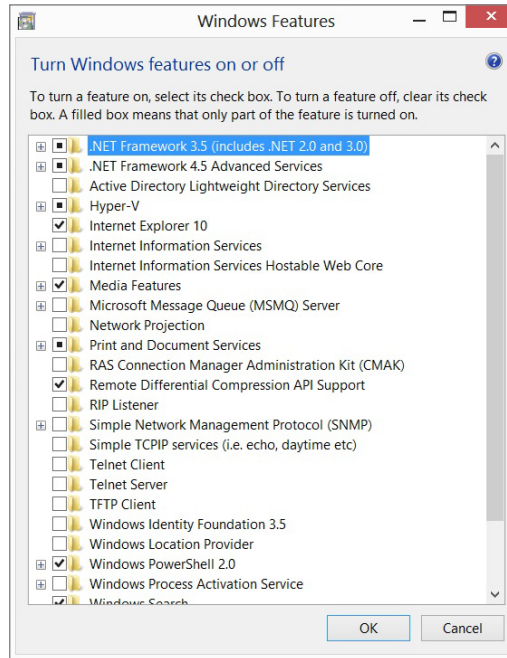 Windows Features
Turn Windows features on or off
To turn a feature on, select its check box. To turn a feature off, clear its check
box. A filled box means that only part of the feature is turned on.
.NET Framework 3.5 (includes .NET 2.0 and 3.0)
.NET Framework 4.5 Advanced Services
Active Directory Lightweight Directory Services
Hyper-V
Internet Explorer 10
Internet Information Services
Internet Information Services Hostable Web Core
Media Features
Microsoft Message Queue (MSMQ) Server
Network Projection
Print and Document Services
RAS Connection Manager Administration Kit (CMAK)
Remote Differential Compression API Support
RIP Listener
Simple Network Management Protocol (SNMP)
Simple TCPIP services (i.e. echo, daytime etc)
Telnet Client
Telnet Server
TFTP Client
Windows Identity Foundation 3.5
Windows Location Provider
Windows PowerShell 2.0
Windows Process Activation Service
Windows Search
OK Cancel